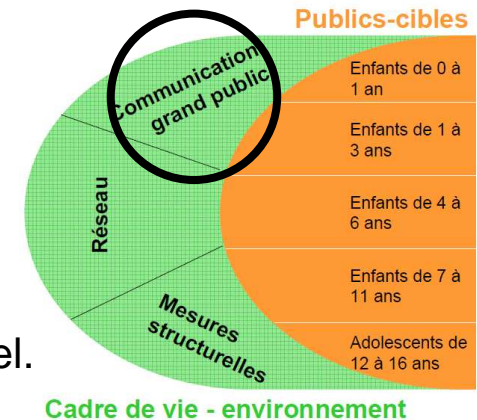 Publics-cibles
Communication
grand public
Enfants de 0 à
1 an
Enfants de 1 à
3 ans
Réseau
Enfants de 4 à
6 ans
Enfants de 7 à
11 ans
Mesures
structurelles
Adolescents de
12 à 16 ans
el.
Cadre de vie - environnement